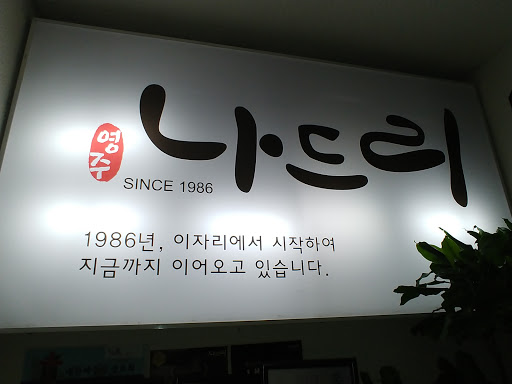 영주
나드리
SINCE 1986
1986년, 이자리에서 시작하여
지금까지 이어오고 있습니다.